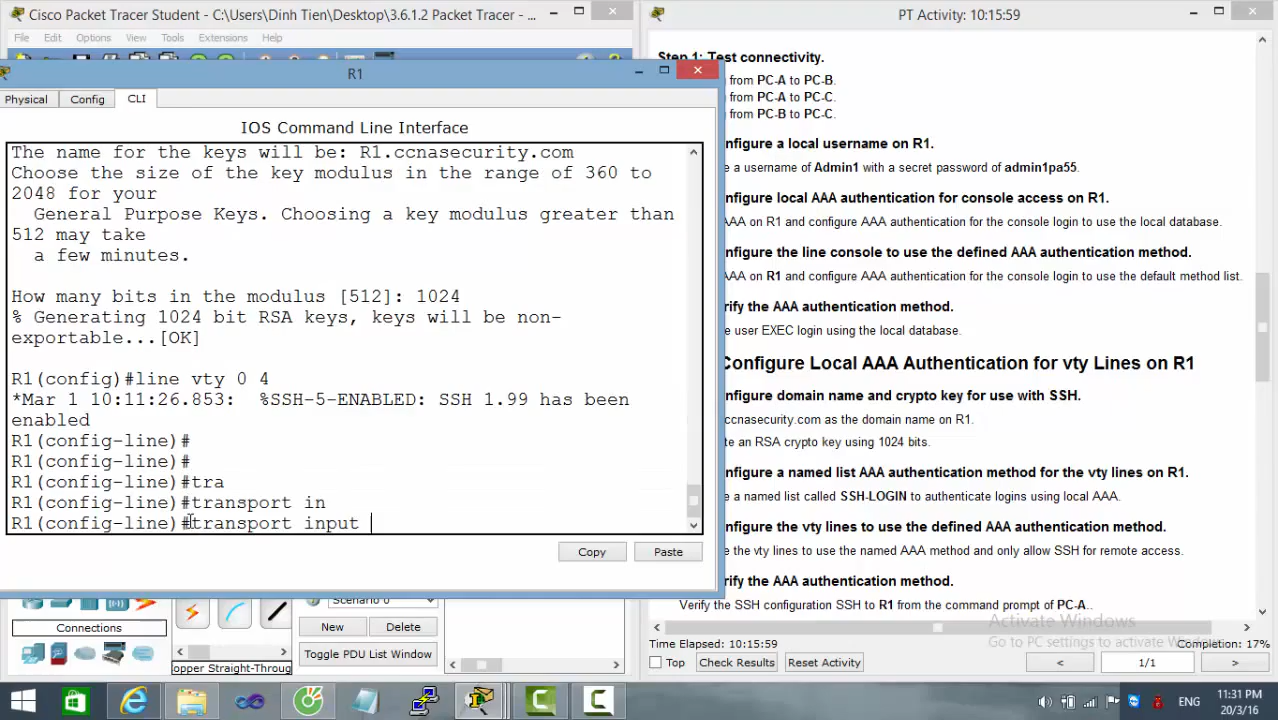 Cisco Packet Tracer Student - C:\Users\Dinh Tien\Desktop\3.6.1.2 Packet Tracer - ...
File Edit Options View Tools Extensions Help
R1
Physical Config CLI
IOS Command Line Interface
The name for the keys will be: R1.ccnasecurity.com
Choose the size of the key modulus in the range of 360 to
2048 for your
General Purpose Keys. Choosing a key modulus greater than
512 may take
a few minutes.
How many bits in the modulus [512]: 1024
% Generating 1024 bit RSA keys, keys will be non-
exportable...[OK]
R1(config)#line vty 0 4
*Mar 1 10:11:26.853: %SSH-5-ENABLED: SSH 1.99 has been
enabled
R1(config-line)#
R1(config-line)#
R1(config-line)#tra
R1(config-line)#transport in
R1(config-line)#transport input
Copy Paste
Connections
Scenario 0
New Delete
Toggle PDU List Window
opper Straight-Throug
PT Activity: 10:15:59
Step 1: Test connectivity.
from PC-A to PC-B.
from PC-A to PC-C.
from PC-B to PC-C.
nfigure a local username on R1.
e a username of Admin1 with a secret password of admin1pa55.
nfigure local AAA authentication for console access on R1.
AAA on R1 and configure AAA authentication for the console login to use the local database.
nfigure the line console to use the defined AAA authentication method.
AAA on R1 and configure AAA authentication for the console login to use the default method list.
rify the AAA authentication method.
e user EXEC login using the local database.
Configure Local AAA Authentication for vty Lines on R1
nfigure domain name and crypto key for use with SSH.
ccnasecurity.com as the domain name on R1.
te an RSA crypto key using 1024 bits.
nfigure a named list AAA authentication method for the vty lines on R1.
e a named list called SSH-LOGIN to authenticate logins using local AAA.
nfigure the vty lines to use the defined AAA method.
e the vty lines to use the named AAA method and only allow SSH for remote access.
rify the AAA authentication method.
Verify the SSH configuration SSH to R1 from the command prompt of PC-A..
Activate Windows
Go to PC settings to activate Windows.
Time Elapsed: 10:15:59 Completion: 17%
Top Check Results Reset Activity < 1/1 >
ENG
11:31 PM
20/3/16